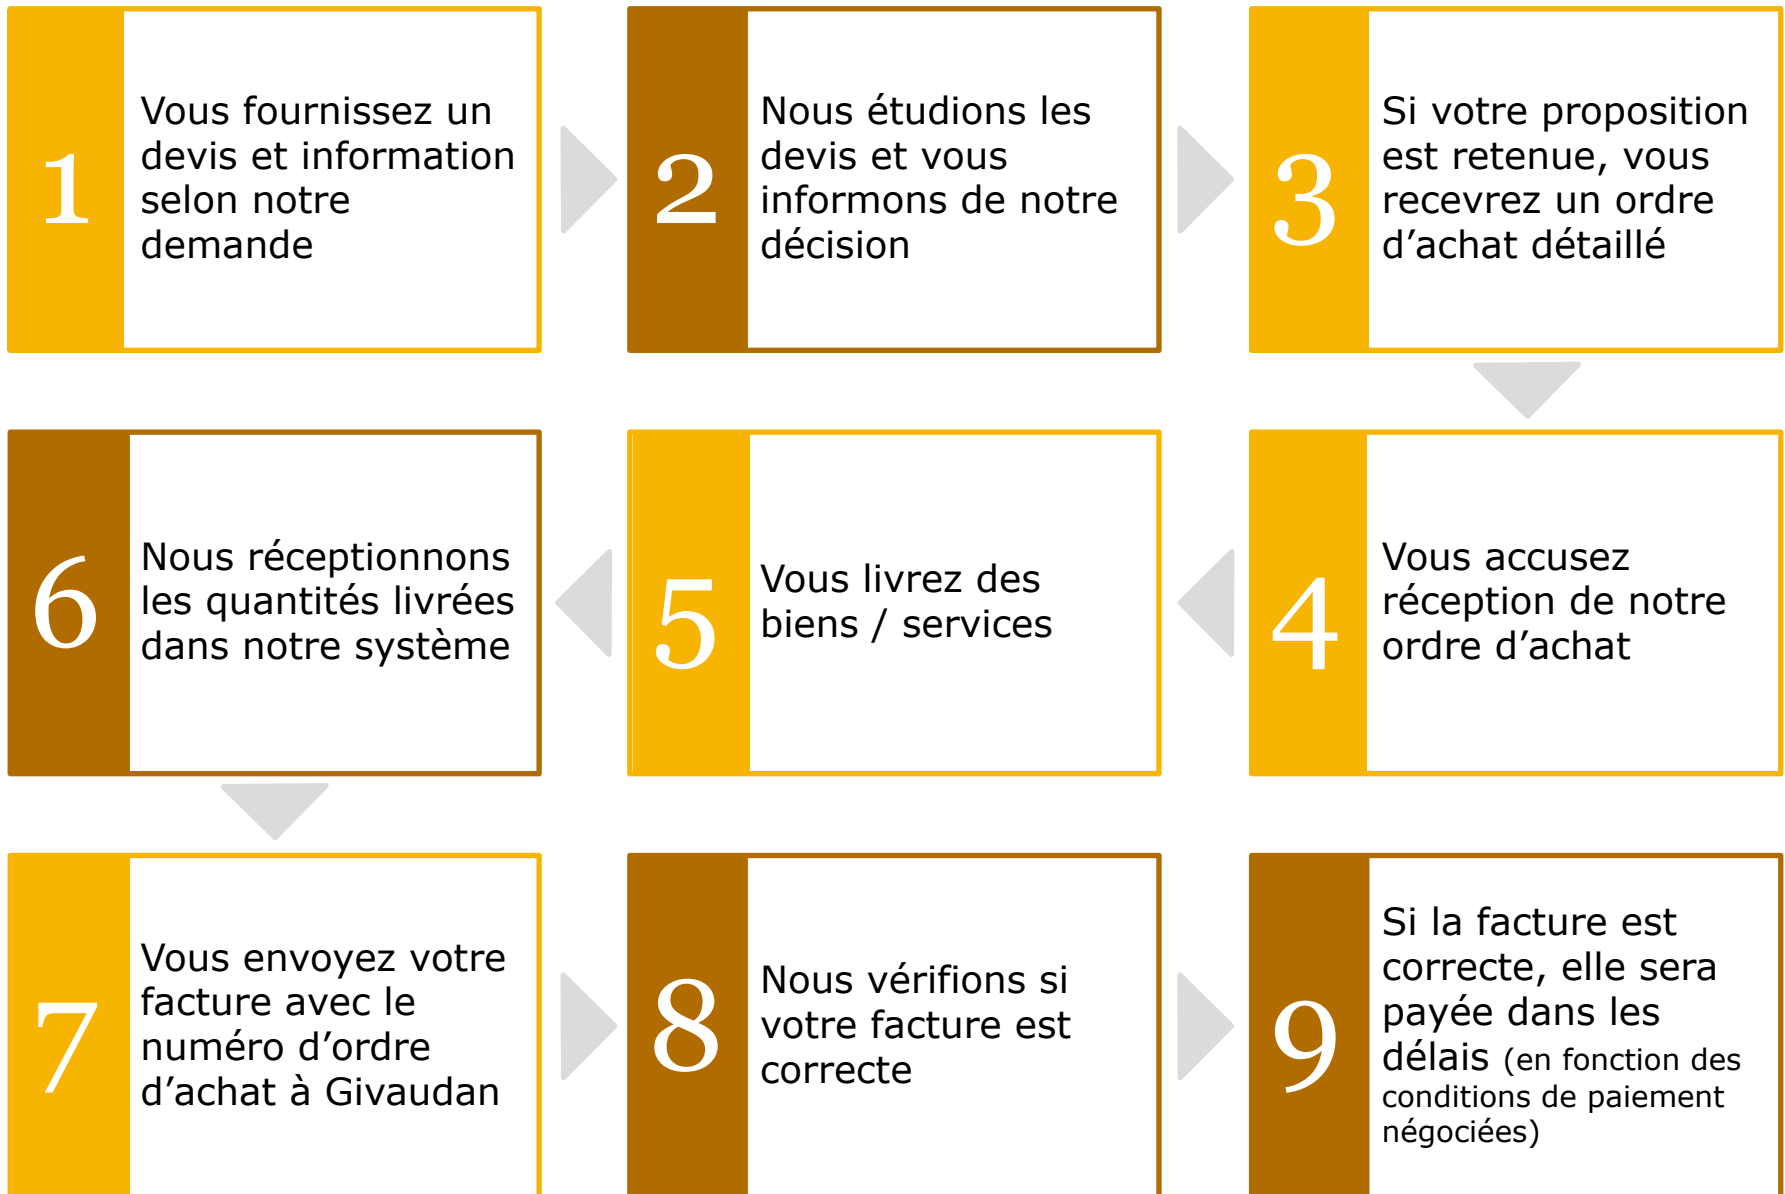 1
Vous fournissez un
devis et information
selon notre
demande
2
Nous étudions les
devis et vous
informons de notre
décision
3
Si votre proposition
est retenue, vous
recevrez un ordre
d’achat détaillé
4
Vous accusez
réception de notre
ordre d’achat
5
Vous livrez des
biens / services
6
Nous réceptionnons
les quantités livrées
dans notre système
7
Vous envoyez votre
facture avec le
numéro d’ordre
d’achat à Givaudan
8
Nous vérifions si
votre facture est
correcte
9
Si la facture est
correcte, elle sera
payée dans les
délais (en fonction des
conditions de paiement
négociées)